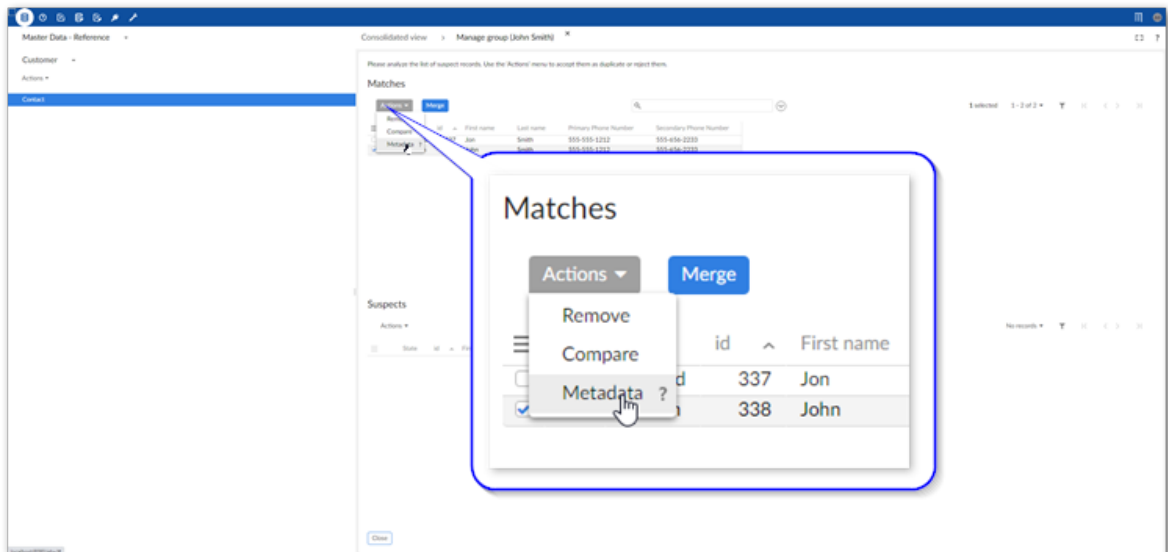 Master Data - Reference
Consolidated view > Manage group (John Smith) ×
?
Customer
Please analyze the list of suspect records. Use the 'Actions' menu to accept them as duplicate or reject them.
Actions
Matches
Contact
Actions Merge
1 selected 1 - 2 of 2
Remove
id First name Last name Primary Phone Number Secondary Phone Number
Compare
337 Jon Smith 555-555-1212 555-656-2233
Metadata ?
John Smith 555-555-1212 555-656-2233
Matches
Actions Merge
Remove
id First name
Compare
d 337 Jon
Metadata ?
338 John
Suspects
Actions
No records
State id
Close